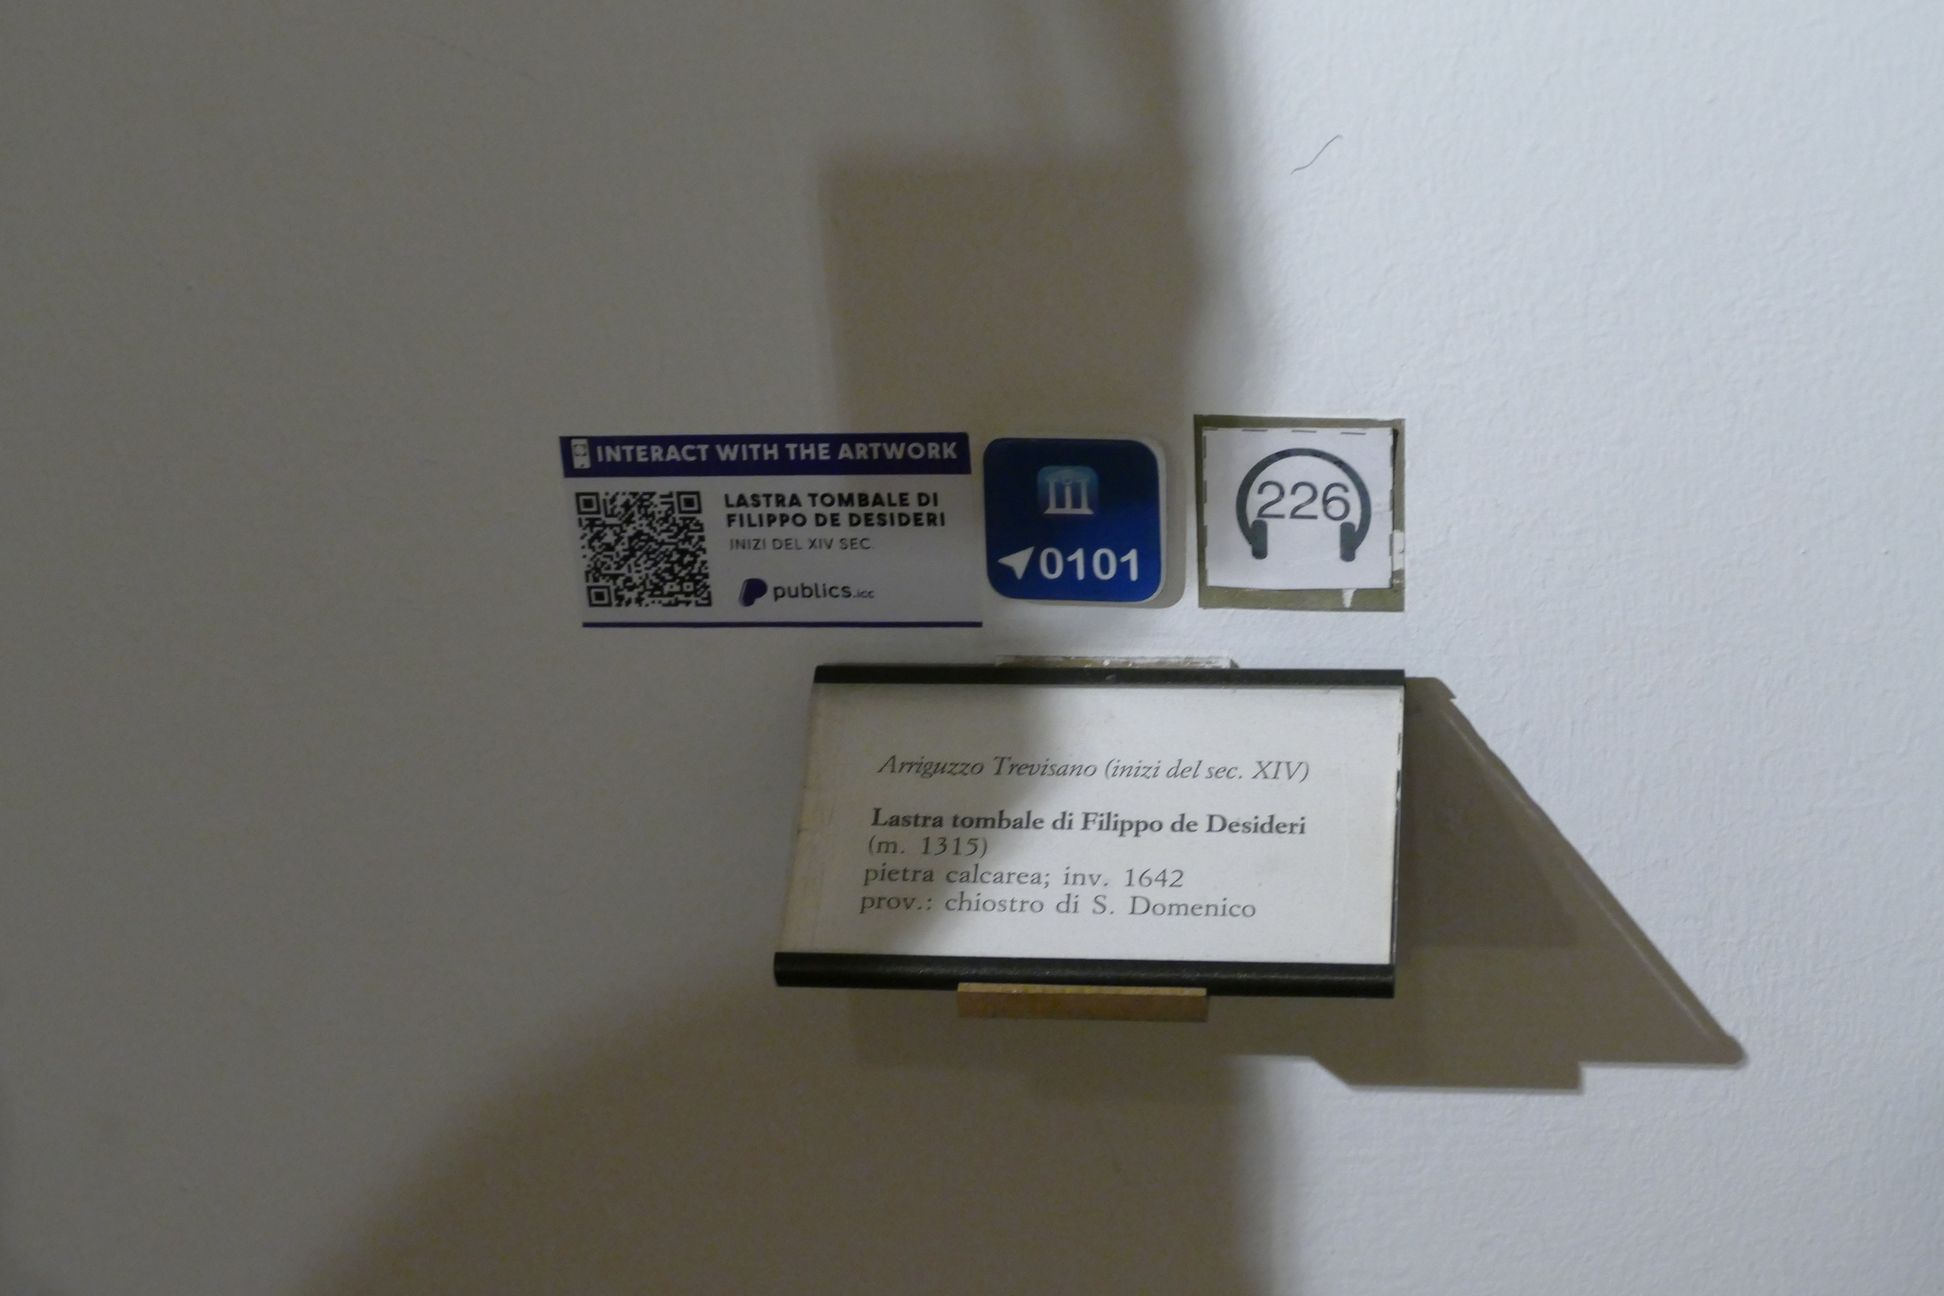 INTERACT WITH THE ARTWORK
LASTRA TOMBALE DI
FILIPPO DE DESIDERI
INIZI DEL XIV SEC.
publics.icc
0101
226
Arriguzzo Trevisano (inizi del sec. XIV)
Lastra tombale di Filippo de Desideri
(m. 1315)
pietra calcarea; inv. 1642
prov.: chiostro di S. Domenico